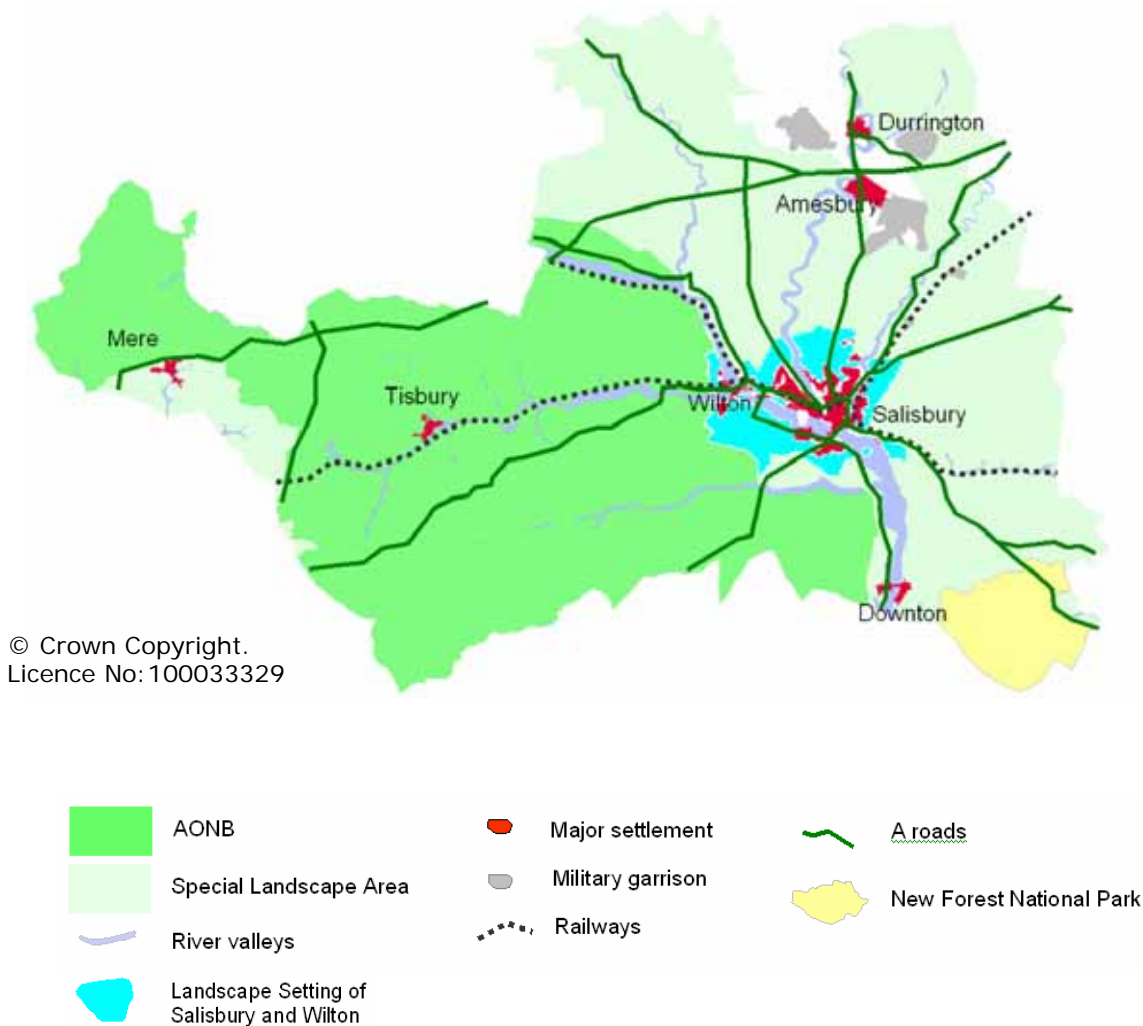 Durrington
Amesbury
Mere
Tisbury
Wilton
Salisbury
Downton
© Crown Copyright.
Licence No:100033329
AONB
Special Landscape Area
River valleys
Landscape Setting of
Salisbury and Wilton
Major settlement
Military garrison
Railways
A roads
New Forest National Park